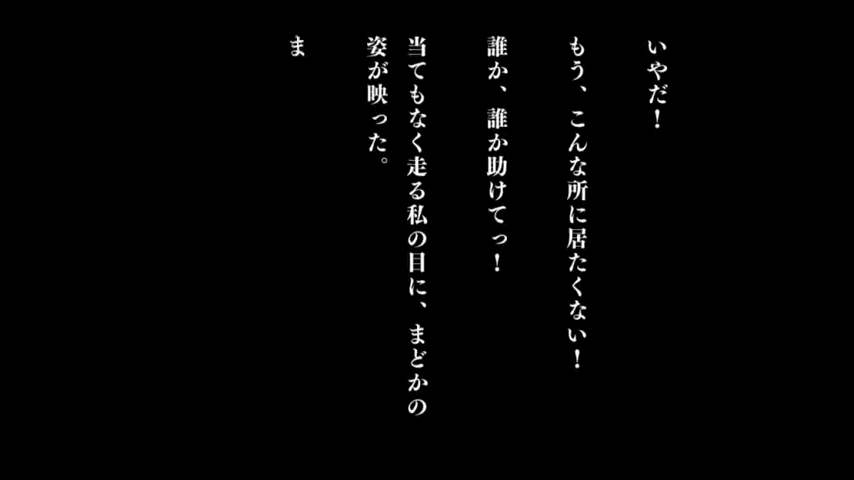 いやだ！
もう、こんな所に居たくない！
誰か、誰か助けてっ！
当てもなく走る私の目に、まどかの
姿が映った。
ま